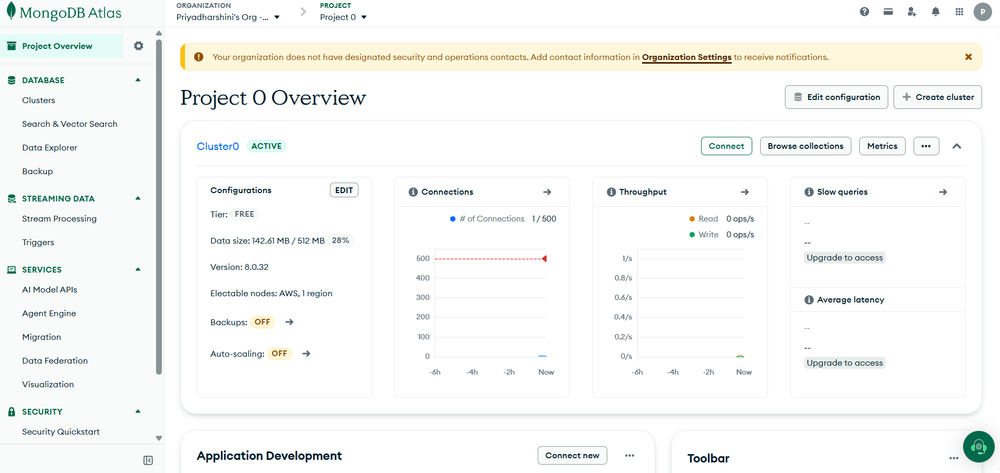 MongoDB Atlas
ORGANIZATION
Priyadharshini's Org -...
PROJECT
Project 0
P
Project Overview
DATABASE
Clusters
Search & Vector Search
Data Explorer
Backup
STREAMING DATA
Stream Processing
Triggers
SERVICES
AI Model APIs
Agent Engine
Migration
Data Federation
Visualization
SECURITY
Security Quickstart
Your organization does not have designated security and operations contacts. Add contact information in Organization Settings to receive notifications.
Project 0 Overview
Edit configuration
Create cluster
Cluster0
ACTIVE
Connect
Browse collections
Metrics
Configurations
EDIT
Tier: FREE
Data size: 142.61 MB / 512 MB 28%
Version: 8.0.32
Electable nodes: AWS, 1 region
Backups: OFF
Auto-scaling: OFF
Connections
# of Connections 1 / 500
500
400
300
200
100
0
-6h -4h -2h Now
Throughput
Read 0 ops/s
Write 0 ops/s
1/s
0.8/s
0.6/s
0.4/s
0.2/s
0/s
-6h -4h -2h Now
Slow queries
--
--
Upgrade to access
Average latency
--
--
Upgrade to access
Application Development
Connect new
Toolbar